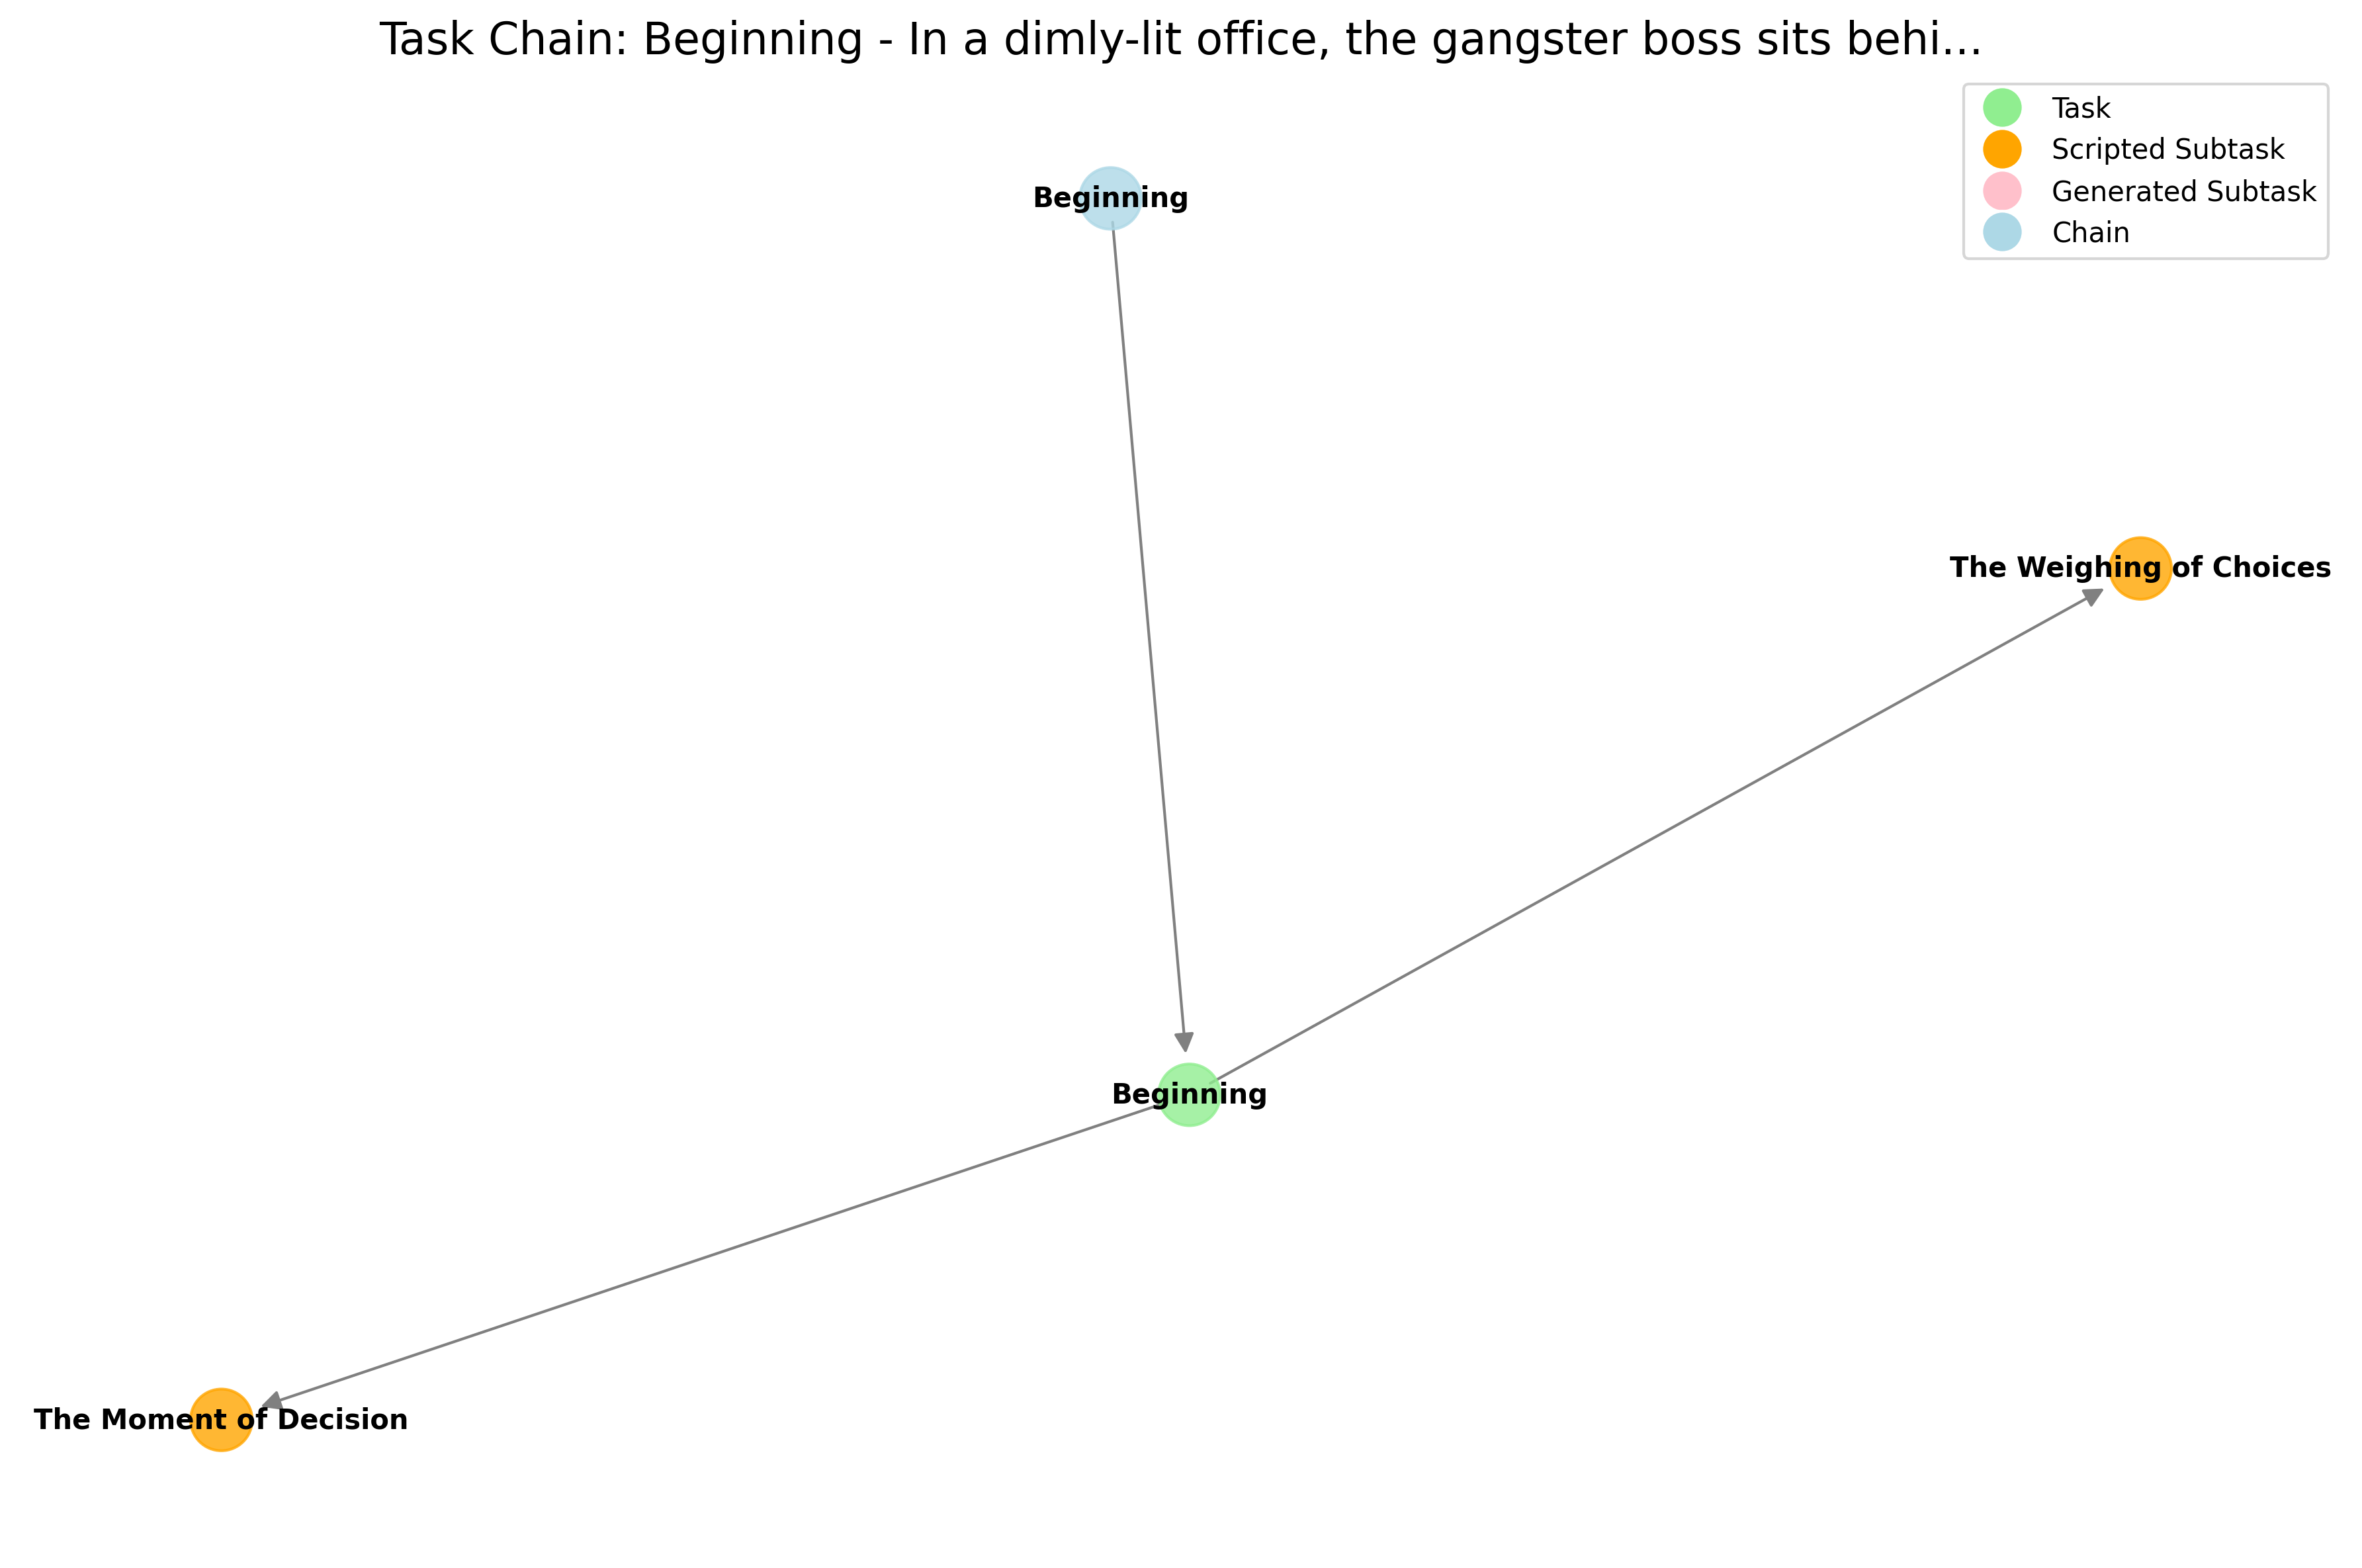 Task Chain: Beginning - In a dimly-lit office, the gangster boss sits behi...
Task
Scripted Subtask
Generated Subtask
Chain
Beginning
The Weighing of Choices
Beginning
The Moment of Decision